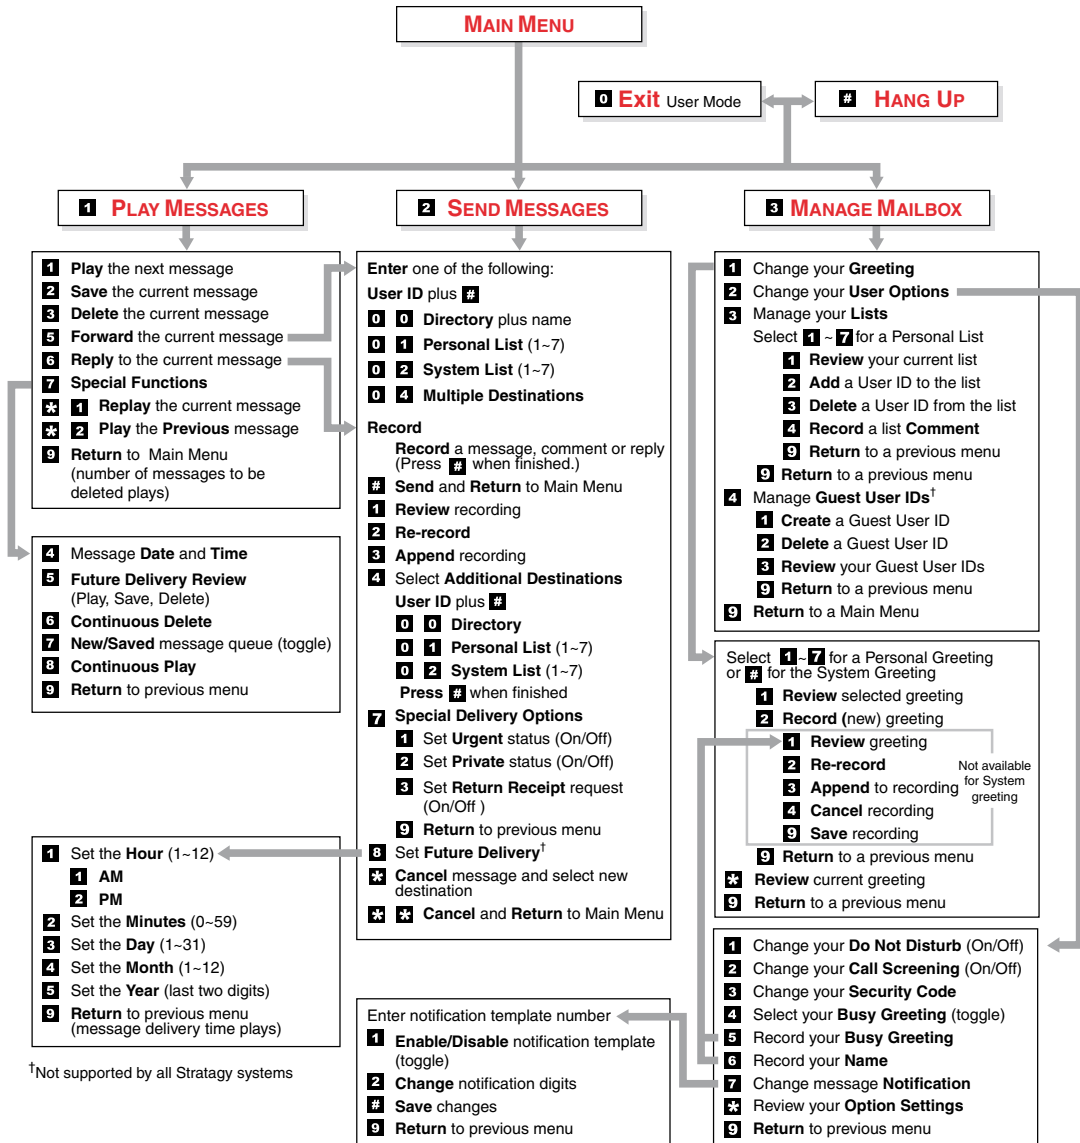 MAIN MENU
0 Exit User Mode
# HANG UP
1 PLAY MESSAGES
2 SEND MESSAGES
3 MANAGE MAILBOX
1 Play the next message
2 Save the current message
3 Delete the current message
5 Forward the current message
6 Reply to the current message
7 Special Functions
* 1 Replay the current message
* 2 Play the Previous message
9 Return to Main Menu
(number of messages to be
deleted plays)
4 Message Date and Time
5 Future Delivery Review
(Play, Save, Delete)
6 Continuous Delete
7 New/Saved message queue (toggle)
8 Continuous Play
9 Return to previous menu
1 Set the Hour (1~12)
1 AM
2 PM
2 Set the Minutes (0~59)
3 Set the Day (1~31)
4 Set the Month (1~12)
5 Set the Year (last two digits)
9 Return to previous menu
(message delivery time plays)
†Not supported by all Stratagy systems
Enter one of the following:
User ID plus #
0 0 Directory plus name
0 1 Personal List (1~7)
0 2 System List (1~7)
0 4 Multiple Destinations
Record
Record a message, comment or reply
(Press # when finished.)
# Send and Return to Main Menu
1 Review recording
2 Re-record
3 Append recording
4 Select Additional Destinations
User ID plus #
0 0 Directory
0 1 Personal List (1~7)
0 2 System List (1~7)
Press # when finished
7 Special Delivery Options
1 Set Urgent status (On/Off)
2 Set Private status (On/Off)
3 Set Return Receipt request
(On/Off )
9 Return to previous menu
8 Set Future Delivery†
* Cancel message and select new
destination
* * Cancel and Return to Main Menu
Enter notification template number
1 Enable/Disable notification template
(toggle)
2 Change notification digits
# Save changes
9 Return to previous menu
1 Change your Greeting
2 Change your User Options
3 Manage your Lists
Select 1 ~ 7 for a Personal List
1 Review your current list
2 Add a User ID to the list
3 Delete a User ID from the list
4 Record a list Comment
9 Return to a previous menu
9 Return to a previous menu
4 Manage Guest User IDs†
1 Create a Guest User ID
2 Delete a Guest User ID
3 Review your Guest User IDs
9 Return to a previous menu
9 Return to a Main Menu
Select 1~7 for a Personal Greeting
or # for the System Greeting
1 Review selected greeting
2 Record (new) greeting
1 Review greeting
2 Re-record
3 Append to recording
4 Cancel recording
9 Save recording
Not available
for System
greeting
9 Return to a previous menu
* Review current greeting
9 Return to a previous menu
1 Change your Do Not Disturb (On/Off)
2 Change your Call Screening (On/Off)
3 Change your Security Code
4 Select your Busy Greeting (toggle)
5 Record your Busy Greeting
6 Record your Name
7 Change message Notification
* Review your Option Settings
9 Return to previous menu